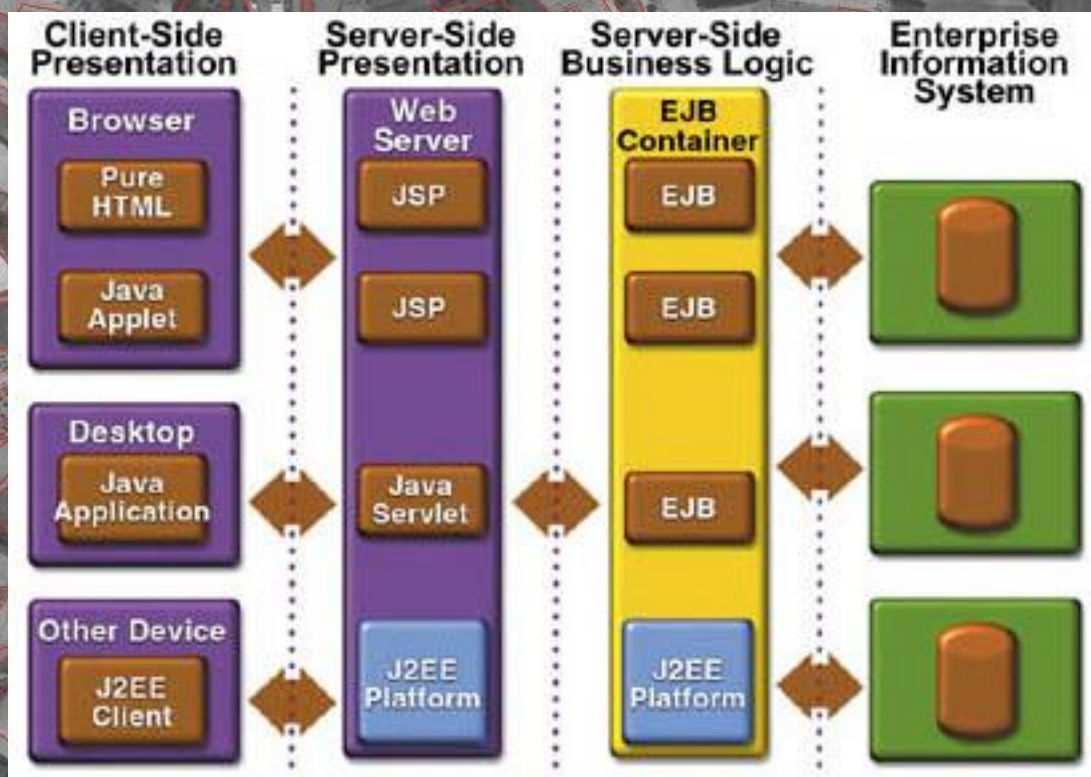 Client-Side
Presentation
Server-Side
Presentation
Server-Side
Business Logic
Enterprise
Information
System
Browser
Pure
HTML
Java
Applet
Desktop
Java
Application
Other Device
J2EE
Client
Web
Server
JSP
JSP
Java
Servlet
J2EE
Platform
EJB
Container
EJB
EJB
EJB
J2EE
Platform